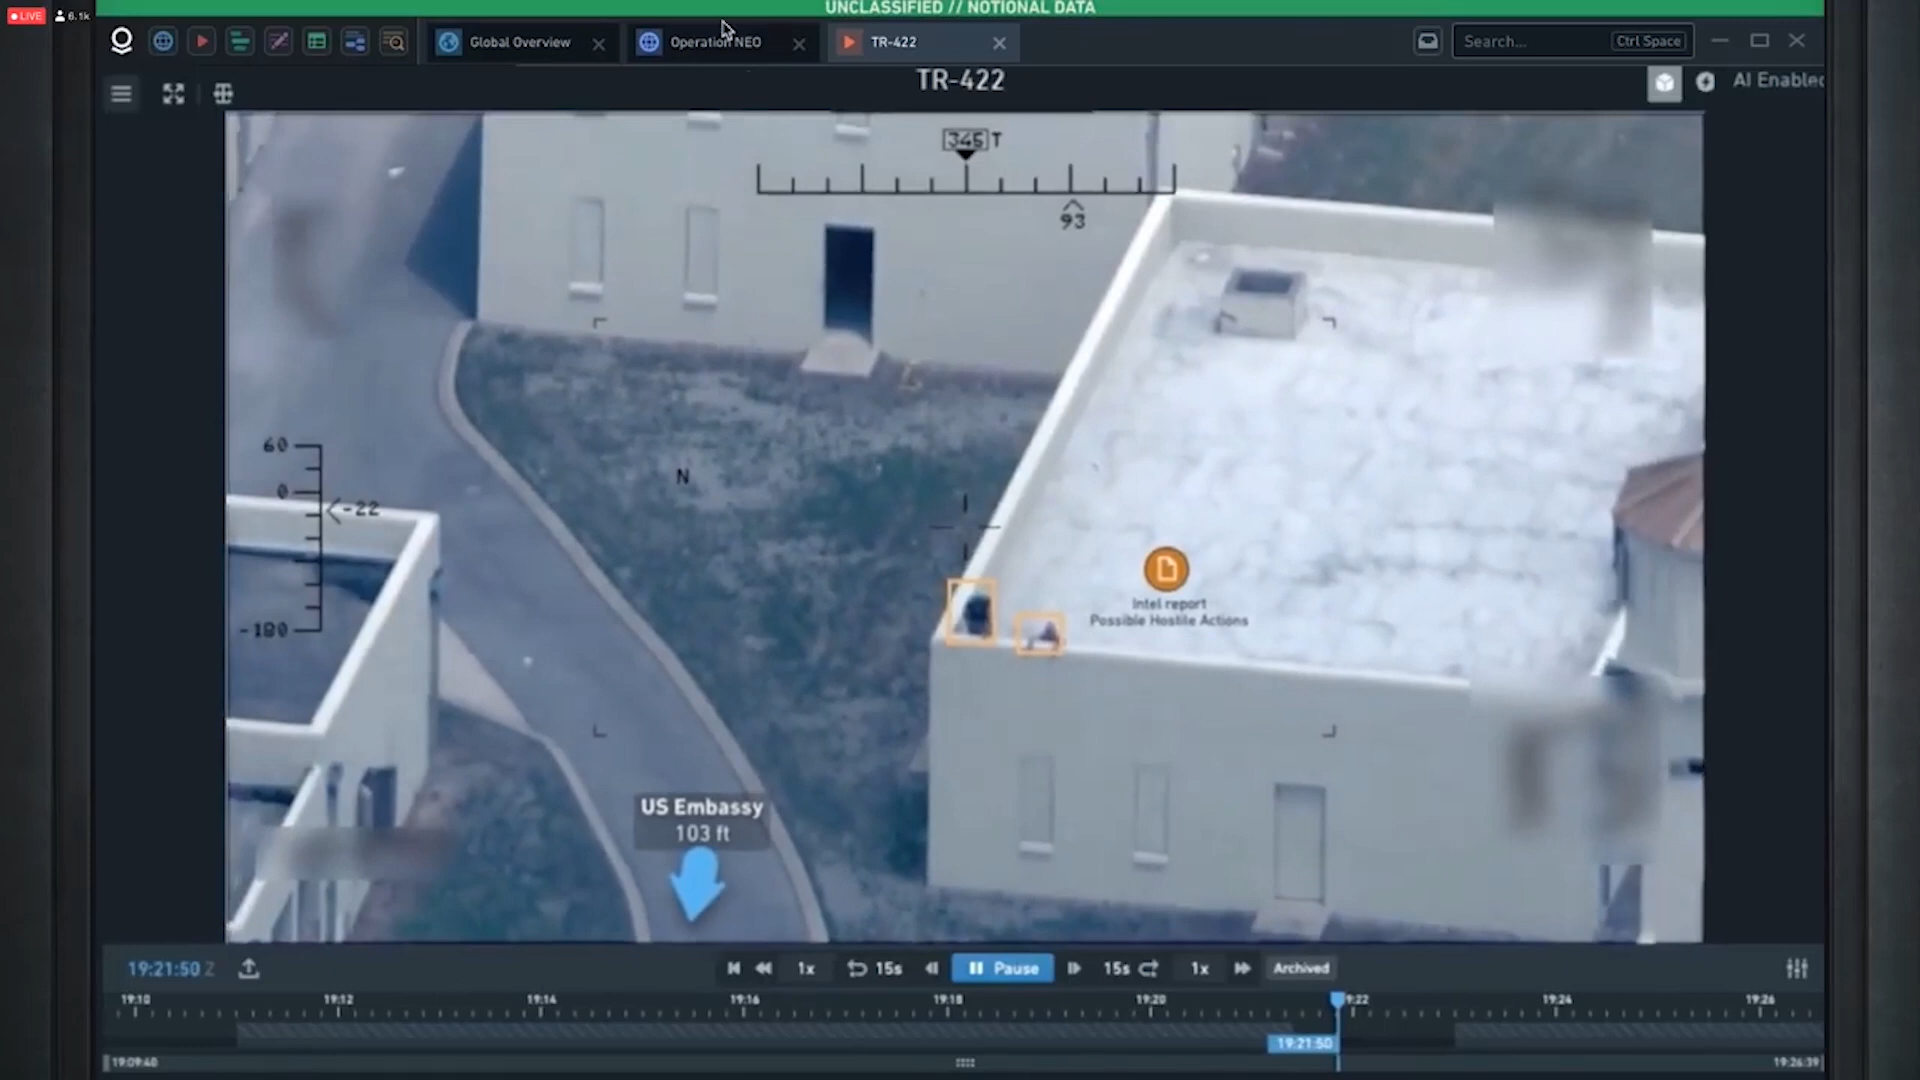 LIVE 6.1k
UNCLASSIFIED // NOTIONAL DATA
Global Overview
Operation NEO
TR-422
Search...
Ctrl Space
TR-422
AI Enabled
345 T
93
60
0
-22
-180
N
Intel report
Possible Hostile Actions
US Embassy
103 ft
19:21:50 Z
1x
15s
Pause
15s
1x
Archived
19:10
19:12
19:14
19:16
19:18
19:20
19:22
19:24
19:26
19:21:50
19:09:40
19:26:39